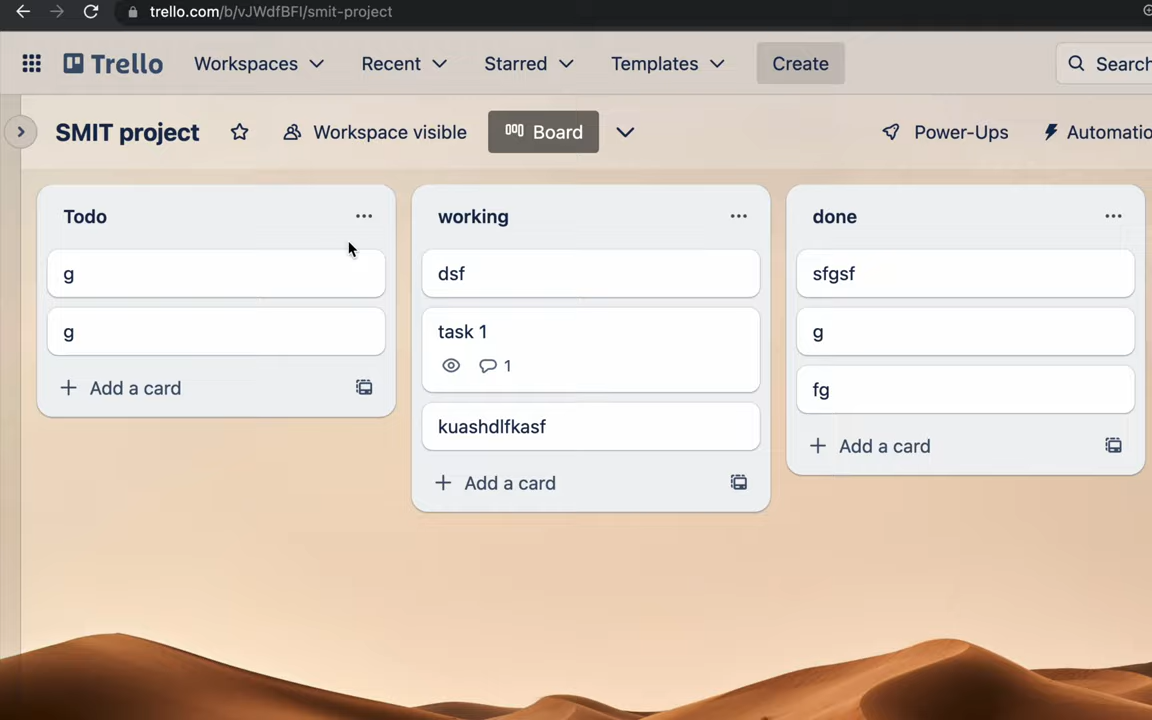 trello.com/b/vJWdfBFI/smit-project
Trello Workspaces Recent Starred Templates Create Search
SMIT project Workspace visible Board Power-Ups Automatio
Todo
g
g
Add a card
working
dsf
task 1
1
kuashdlfkasf
Add a card
done
sfgsf
g
fg
Add a card